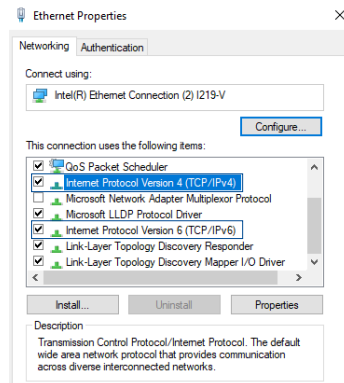 Ethernet Properties
Networking Authentication
Connect using:
Intel(R) Ethernet Connection (2) I219-V
Configure...
This connection uses the following items:
QoS Packet Scheduler
Internet Protocol Version 4 (TCP/IPv4)
Microsoft Network Adapter Multiplexor Protocol
Microsoft LLDP Protocol Driver
Internet Protocol Version 6 (TCP/IPv6)
Link-Layer Topology Discovery Responder
Link-Layer Topology Discovery Mapper I/O Driver
Install... Uninstall Properties
Description
Transmission Control Protocol/Internet Protocol. The default
wide area network protocol that provides communication
across diverse interconnected networks.